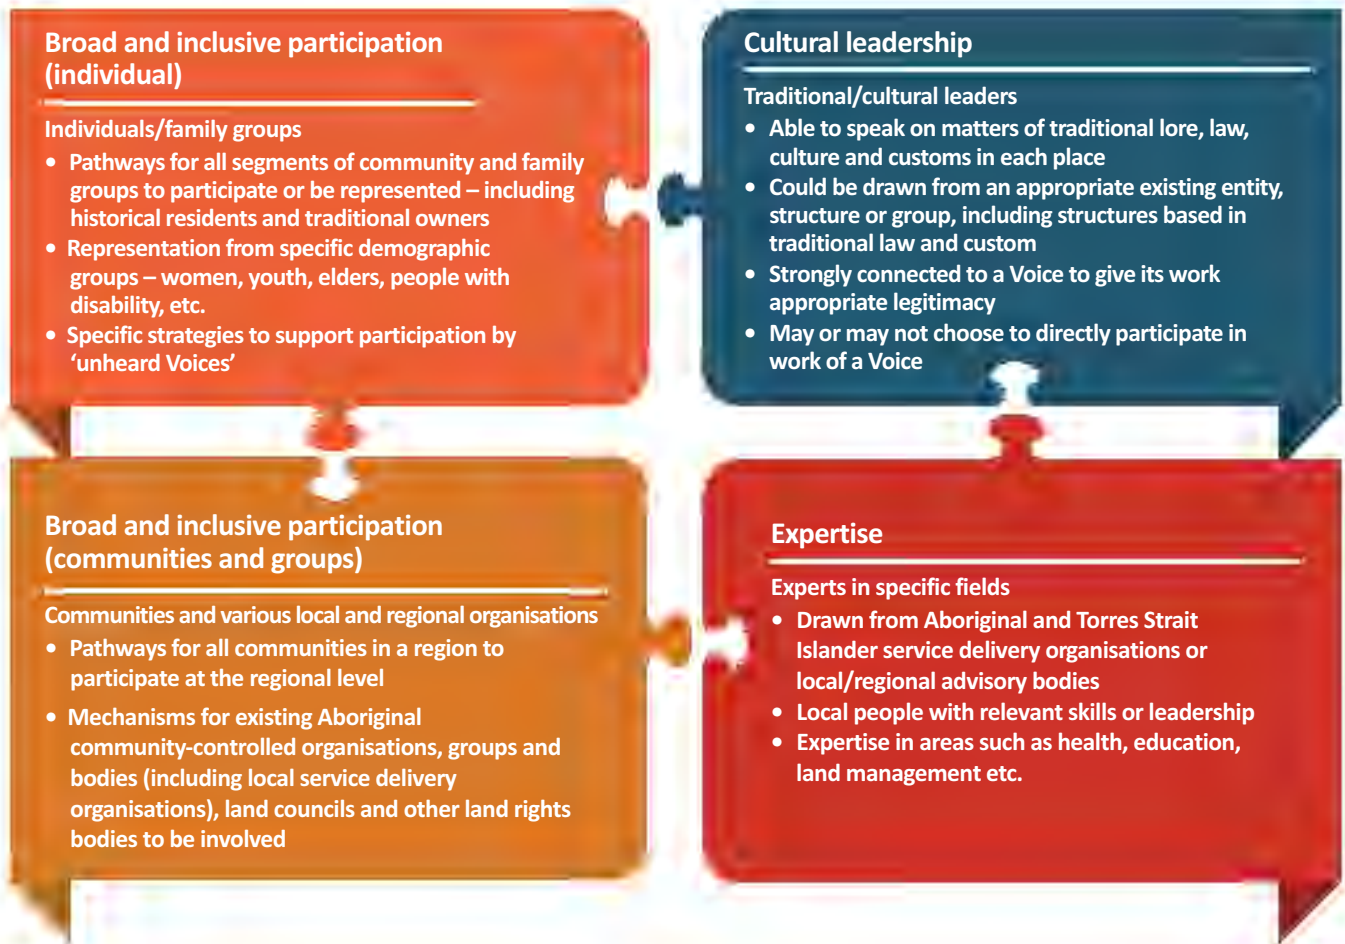 Broad and inclusive participation
(individual)
Individuals/family groups
• Pathways for all segments of community and family
groups to participate or be represented – including
historical residents and traditional owners
• Representation from specific demographic
groups – women, youth, elders, people with
disability, etc.
• Specific strategies to support participation by
‘unheard Voices’
Cultural leadership
Traditional/cultural leaders
• Able to speak on matters of traditional lore, law,
culture and customs in each place
• Could be drawn from an appropriate existing entity,
structure or group, including structures based in
traditional law and custom
• Strongly connected to a Voice to give its work
appropriate legitimacy
• May or may not choose to directly participate in
work of a Voice
Broad and inclusive participation
(communities and groups)
Communities and various local and regional organisations
• Pathways for all communities in a region to
participate at the regional level
• Mechanisms for existing Aboriginal
community-controlled organisations, groups and
bodies (including local service delivery
organisations), land councils and other land rights
bodies to be involved
Expertise
Experts in specific fields
• Drawn from Aboriginal and Torres Strait
Islander service delivery organisations or
local/regional advisory bodies
• Local people with relevant skills or leadership
• Expertise in areas such as health, education,
land management etc.